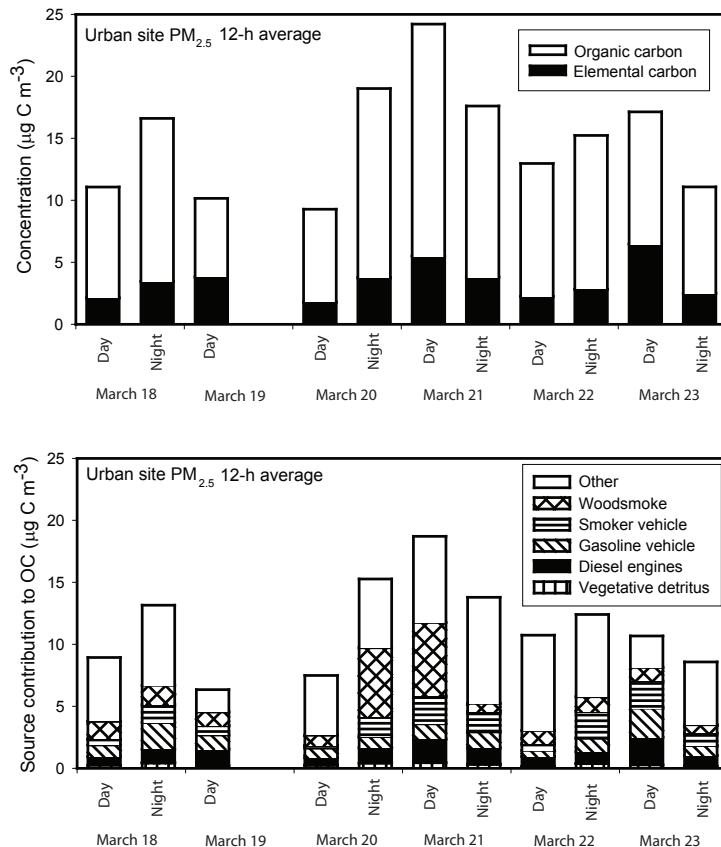 Urban site PM2.5 12-h average
Organic carbon
Elemental carbon
Concentration (μg C m⁻³)
25
20
15
10
5
0
Day
Night
Day
Day
Night
Day
Night
Day
Night
Day
Night
March 18
March 19
March 20
March 21
March 22
March 23
Urban site PM2.5 12-h average
Other
Woodsmoke
Smoker vehicle
Gasoline vehicle
Diesel engines
Vegetative detritus
Source contribution to OC (μg C m⁻³)
25
20
15
10
5
0
Day
Night
Day
Day
Night
Day
Night
Day
Night
Day
Night
March 18
March 19
March 20
March 21
March 22
March 23